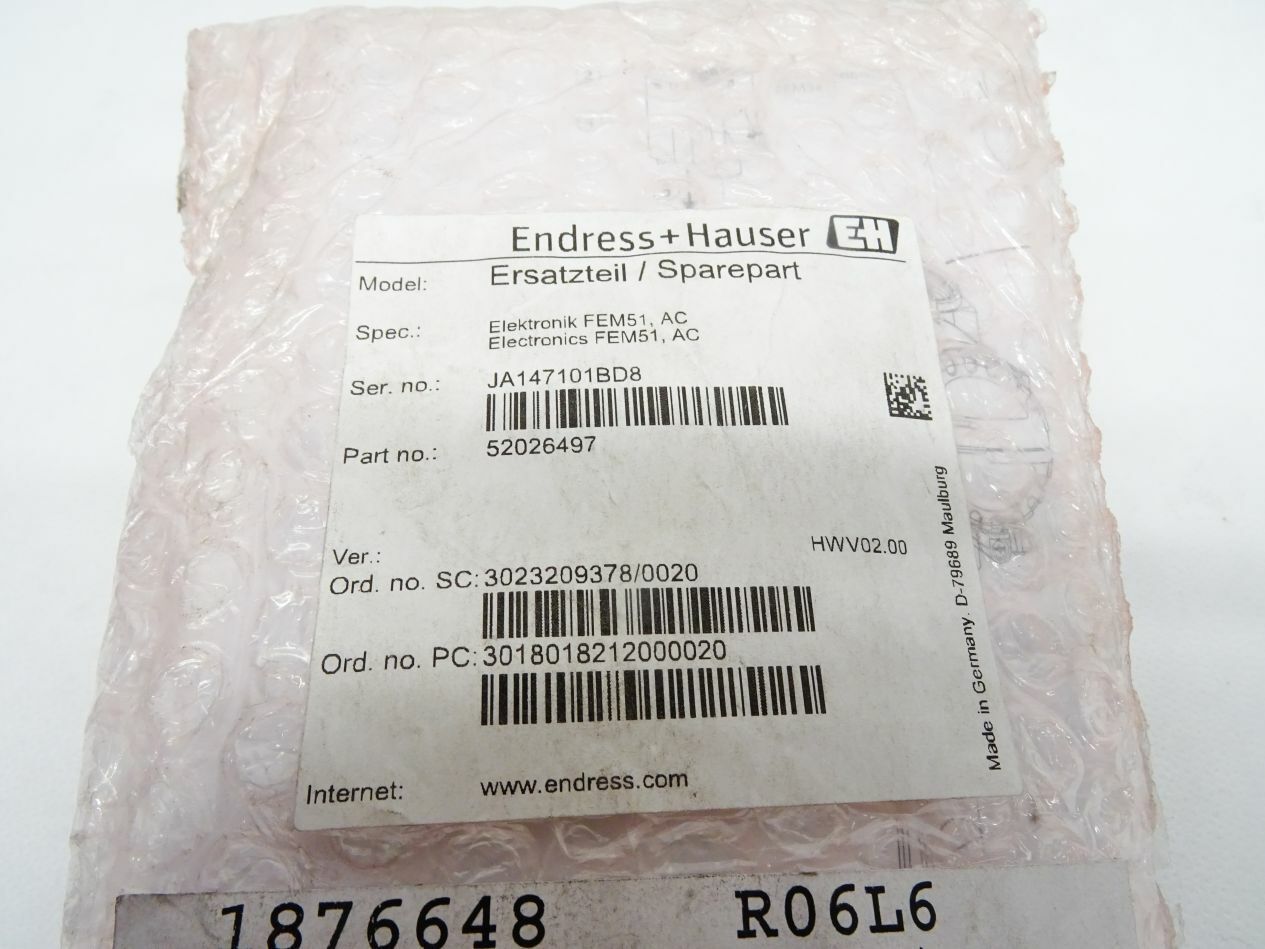 Endress+Hauser EH
Model: Ersatzteil / Sparepart
Spec.: Elektronik FEM51, AC
Electronics FEM51, AC
Ser. no.: JA147101BD8
Part no.: 52026497
Ver.: HWV02.00
Ord. no. SC: 3023209378/0020
Ord. no. PC: 3018018212000020
Internet: www.endress.com
Made in Germany. D-79689 Maulburg
1876648 R06L6